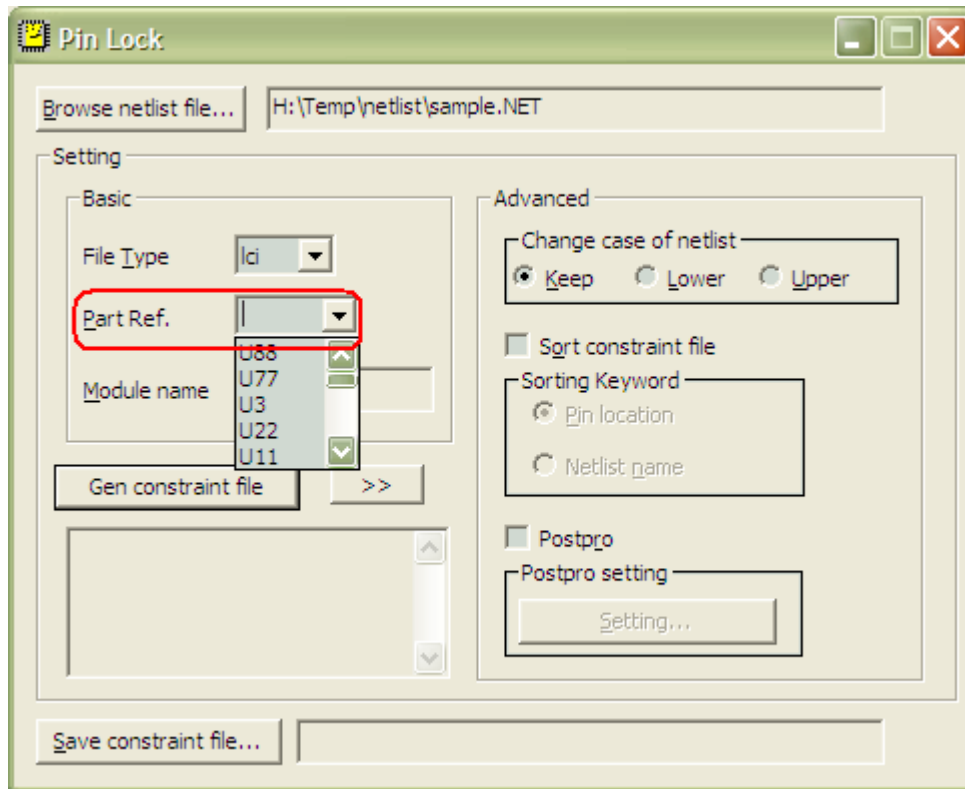 Pin Lock
Browse netlist file... H:\Temp\netlist\sample.NET
Setting
Basic
File Type lci
Part Ref.
U88
U77
U3
U22
U11
Module name
Gen constraint file >>
Advanced
Change case of netlist
Keep Lower Upper
Sort constraint file
Sorting Keyword
Pin location
Netlist name
Postpro
Postpro setting
Setting...
Save constraint file...